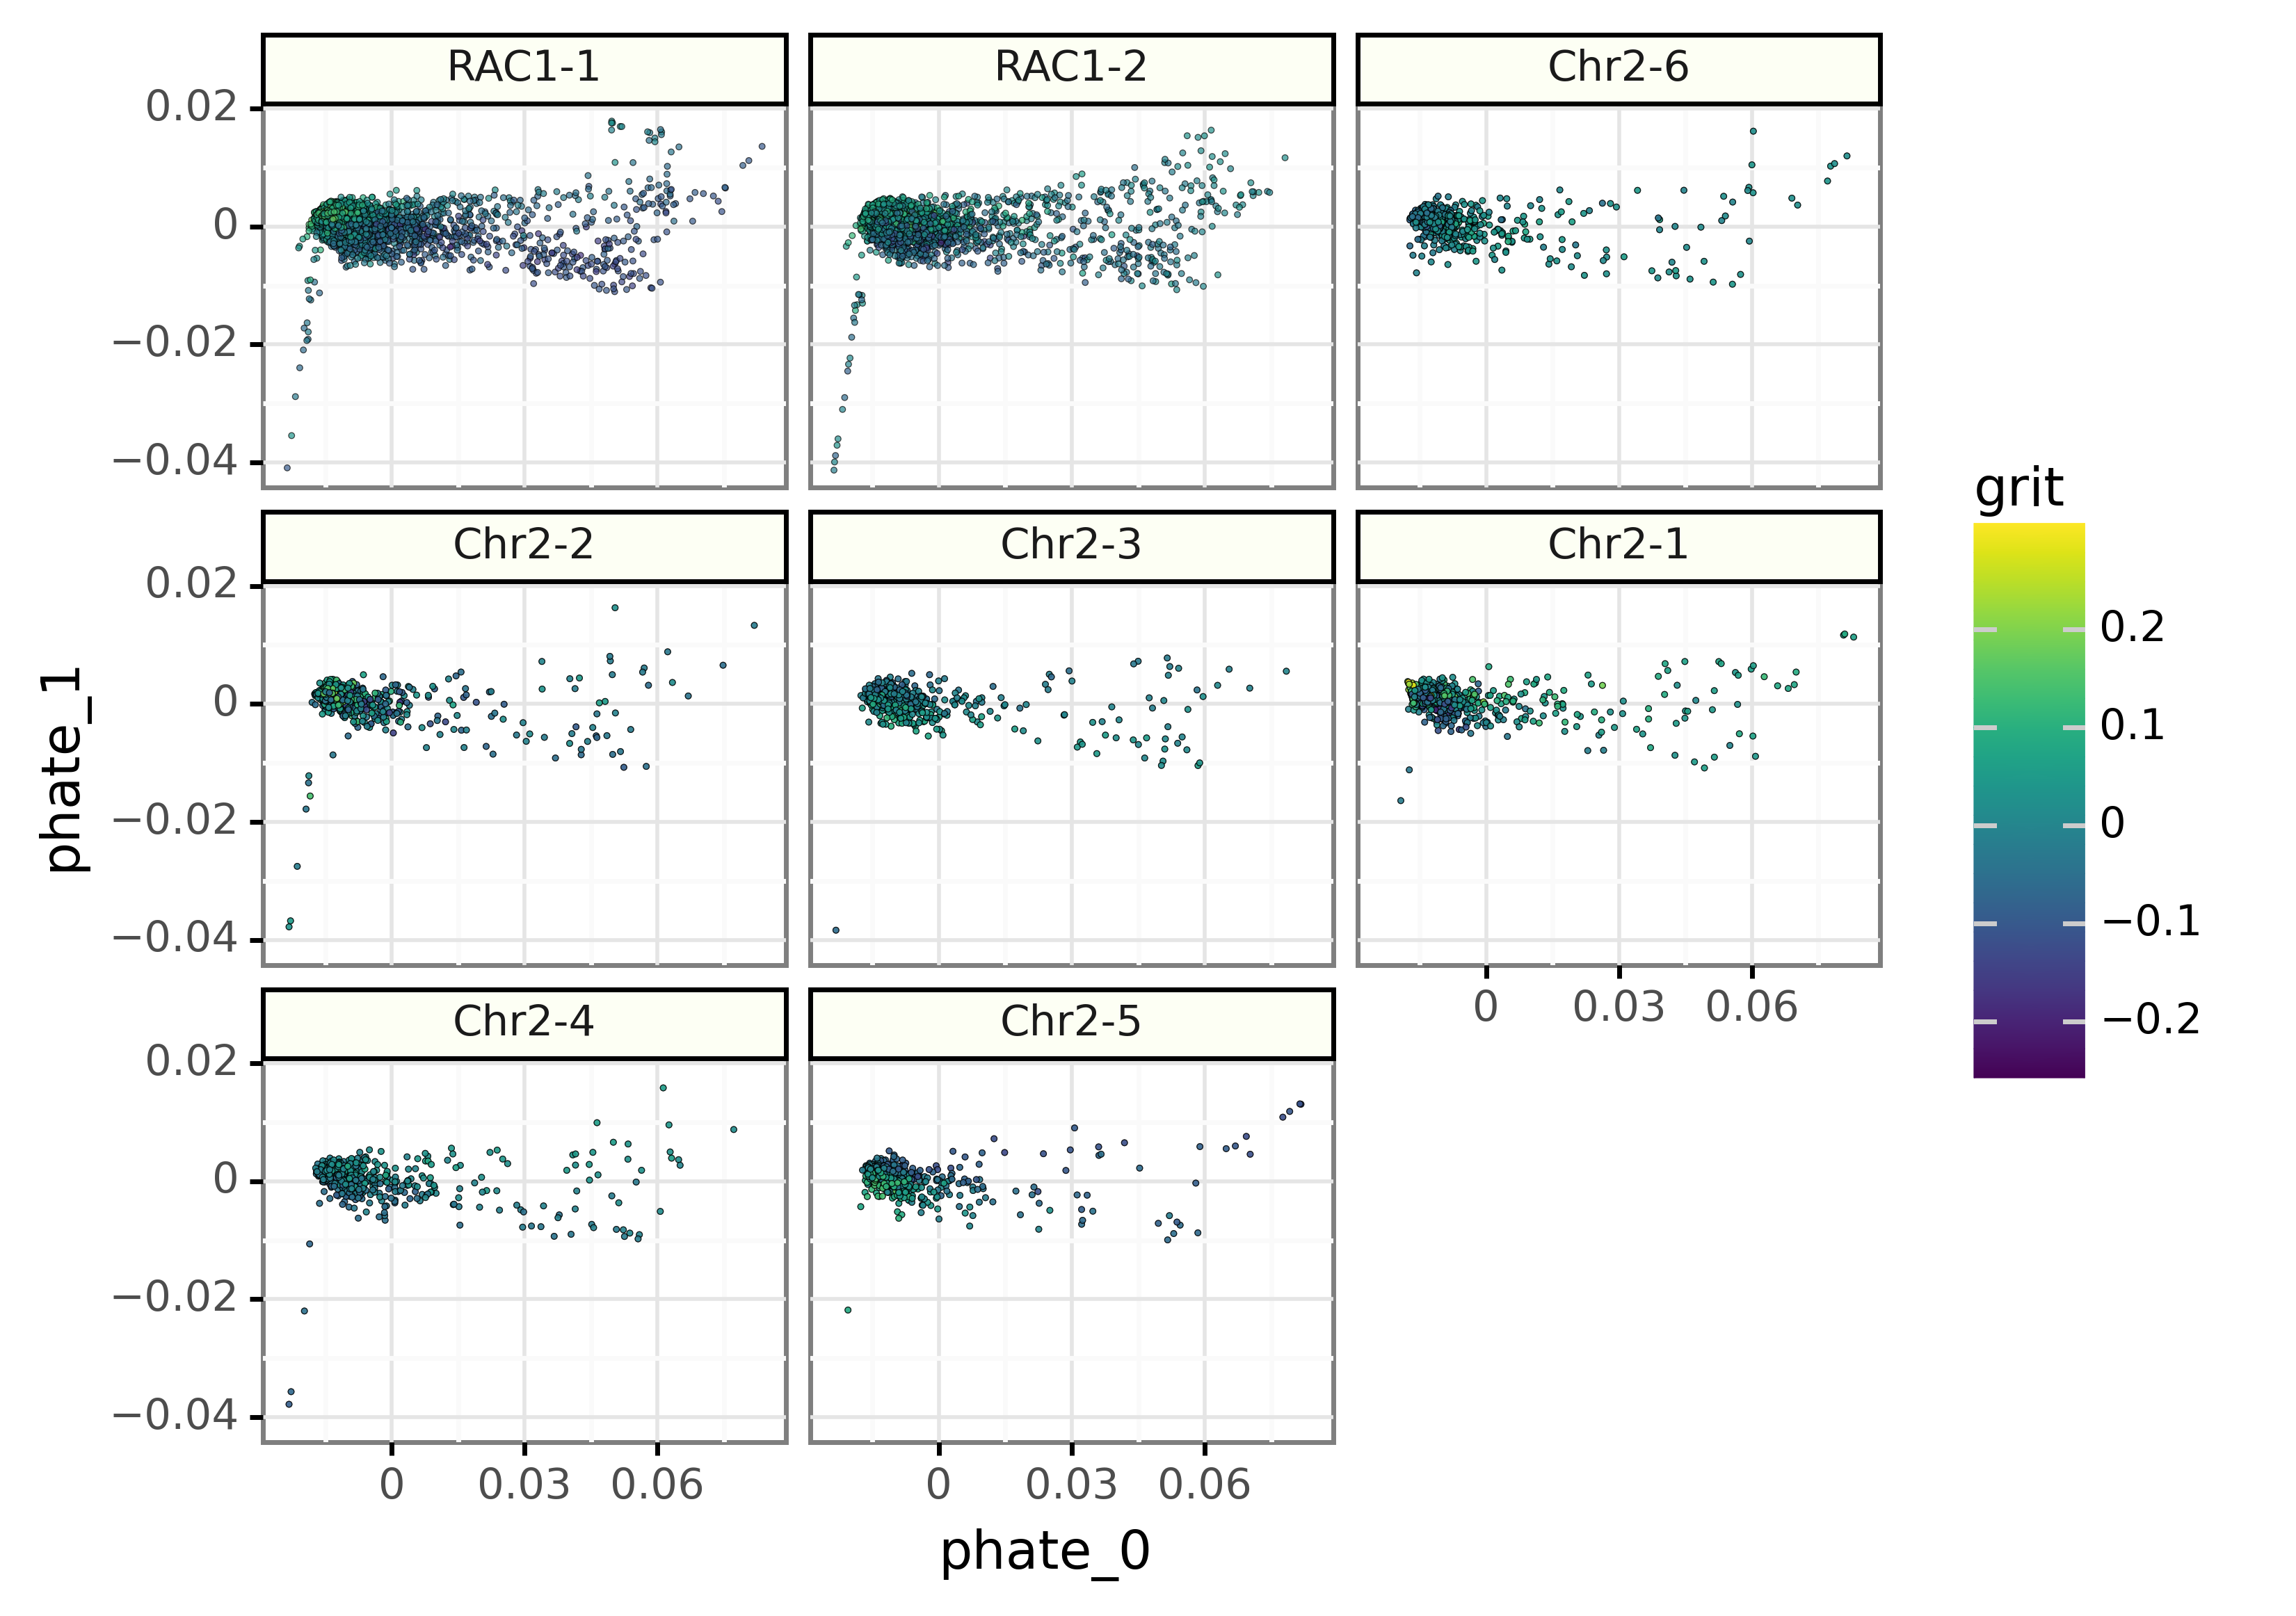 RAC1-1 RAC1-2 Chr2-6
0.02
0
−0.02
−0.04
Chr2-2 Chr2-3 Chr2-1
0.02
0
−0.02
−0.04
0 0.03 0.06
Chr2-4 Chr2-5
0.02
0
−0.02
−0.04
0 0.03 0.06 0 0.03 0.06
phate_0
phate_1
grit
0.2
0.1
0
−0.1
−0.2